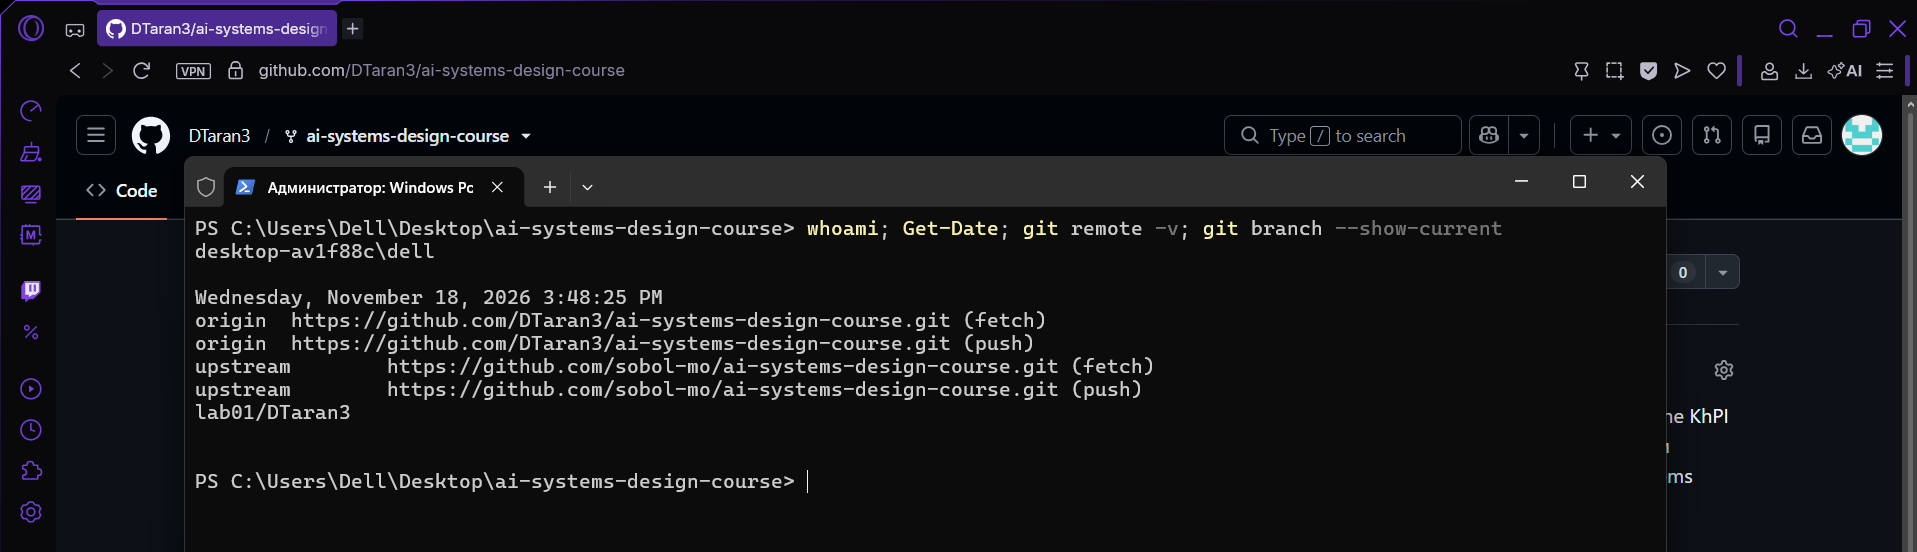 DTaran3/ai-systems-design
VPN
github.com/DTaran3/ai-systems-design-course
AI
DTaran3 / ai-systems-design-course
Type / to search
Code
Администратор: Windows Pc
PS C:\Users\Dell\Desktop\ai-systems-design-course> whoami; Get-Date; git remote -v; git branch --show-current
desktop-av1f88c\dell
Wednesday, November 18, 2026 3:48:25 PM
origin  https://github.com/DTaran3/ai-systems-design-course.git (fetch)
origin  https://github.com/DTaran3/ai-systems-design-course.git (push)
upstream        https://github.com/sobol-mo/ai-systems-design-course.git (fetch)
upstream        https://github.com/sobol-mo/ai-systems-design-course.git (push)
lab01/DTaran3
PS C:\Users\Dell\Desktop\ai-systems-design-course>
0
KhPI
M